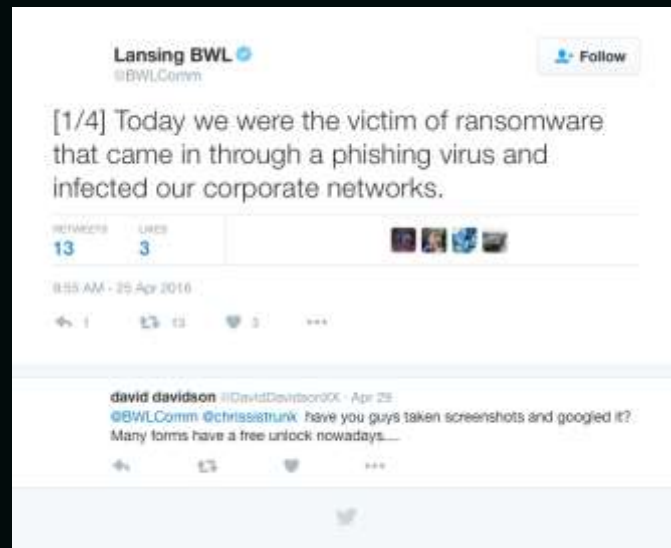 Lansing BWL
@BWLComm
Follow
[1/4] Today we were the victim of ransomware
that came in through a phishing virus and
infected our corporate networks.
RETWEETS LIKES
13 3
8:55 AM - 25 Apr 2016
1 13 3
david davidson @DavidDavidsonXX · Apr 29
@BWLComm @chrissistrunk have you guys taken screenshots and googled it?
Many forms have a free unlock nowadays....